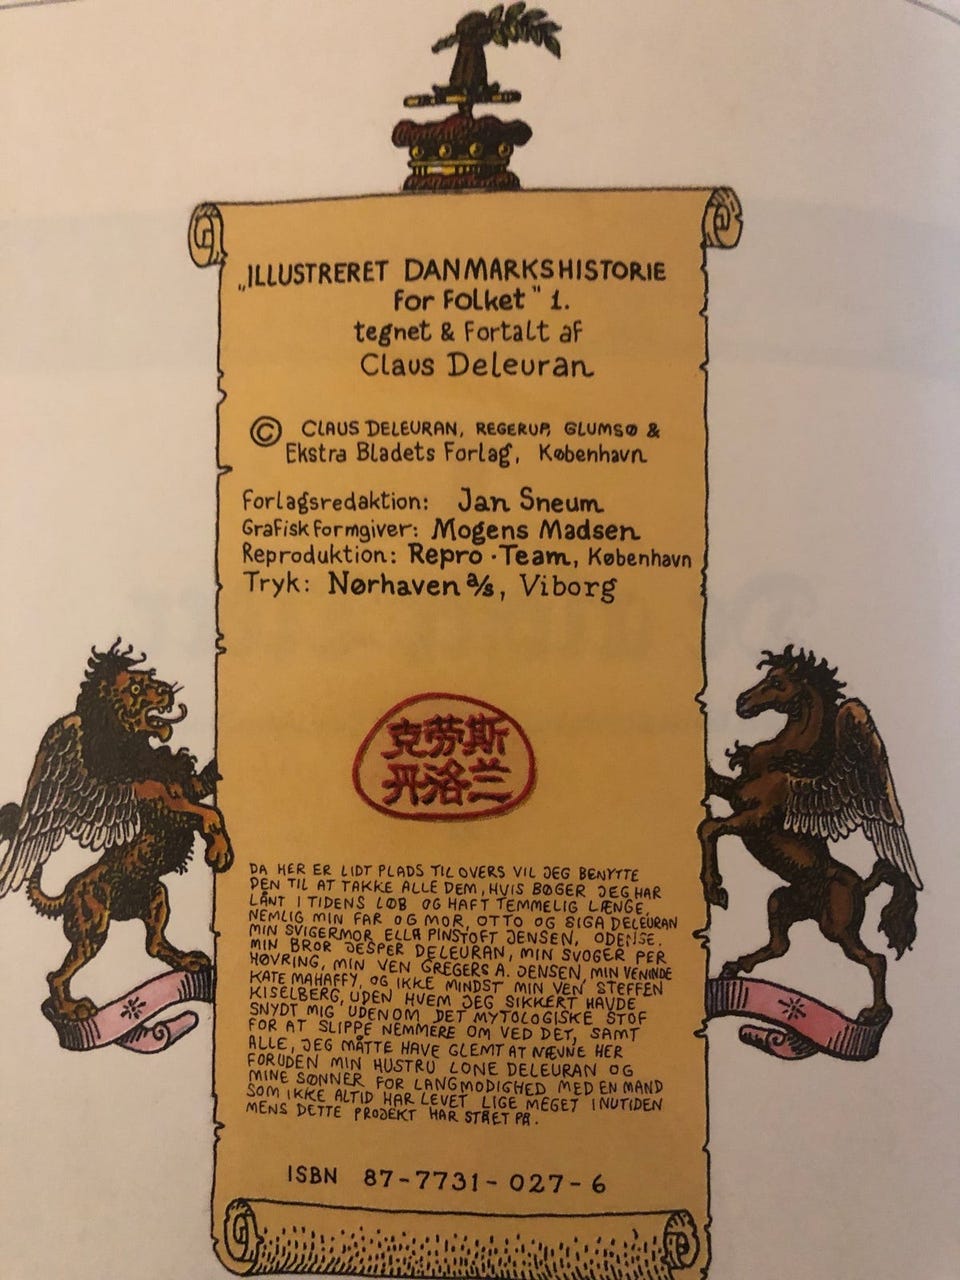 „ILLUSTRERET DANMARKSHISTORIE
for folket" 1.
tegnet & Fortalt af
Claus Deleuran
© CLAUS DELEURAN, REGERUP, GLUMSØ &
Ekstra Bladets Forlag, København
Forlagsredaktion: Jan Sneum
Grafisk formgiver: Mogens Madsen
Reproduktion: Repro·Team, København
Tryk: Nørhaven a/s, Viborg
克劳斯
丹洛兰
DA HER ER LIDT PLADS TIL OVERS VIL JEG BENYTTE
DEN TIL AT TAKKE ALLE DEM, HVIS BØGER JEG HAR
LÅNT I TIDENS LØB OG HAFT TEMMELIG LÆNGE,
NEMLIG MIN FAR OG MOR, OTTO OG SIGA DELEURAN
MIN SVIGERMOR ELLA PINSTOFT JENSEN, ODENSE.
MIN BROR JESPER DELEURAN, MIN SVOGER PER
HØVRING, MIN VEN GREGERS A. JENSEN, MIN VENINDE
KATE MAHAFFY, OG IKKE MINDST MIN VEN STEFFEN
KISELBERG, UDEN HVEM JEG SIKKERT HAVDE
SNYDT MIG UDENOM DET MYTOLOGISKE STOF
FOR AT SLIPPE NEMMERE OM VED DET, SAMT
ALLE, JEG MÅTTE HAVE GLEMT AT NÆVNE HER
FORUDEN MIN HUSTRU LONE DELEURAN OG
MINE SØNNER FOR LANGMODIGHED MED EN MAND
SOM IKKE ALTID HAR LEVET LIGE MEGET I NUTIDEN
MENS DETTE PROJEKT HAR STÅET PÅ.
ISBN 87-7731-027-6